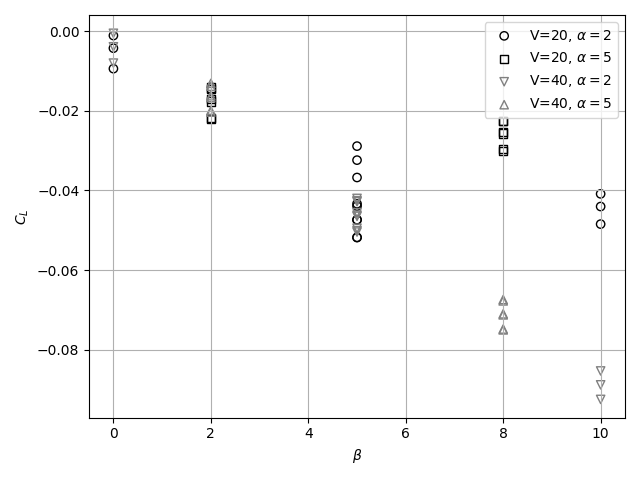 0.00
−0.02
−0.04
−0.06
−0.08
C_L
0 2 4 6 8 10
β
V=20, α = 2
V=20, α = 5
V=40, α = 2
V=40, α = 5